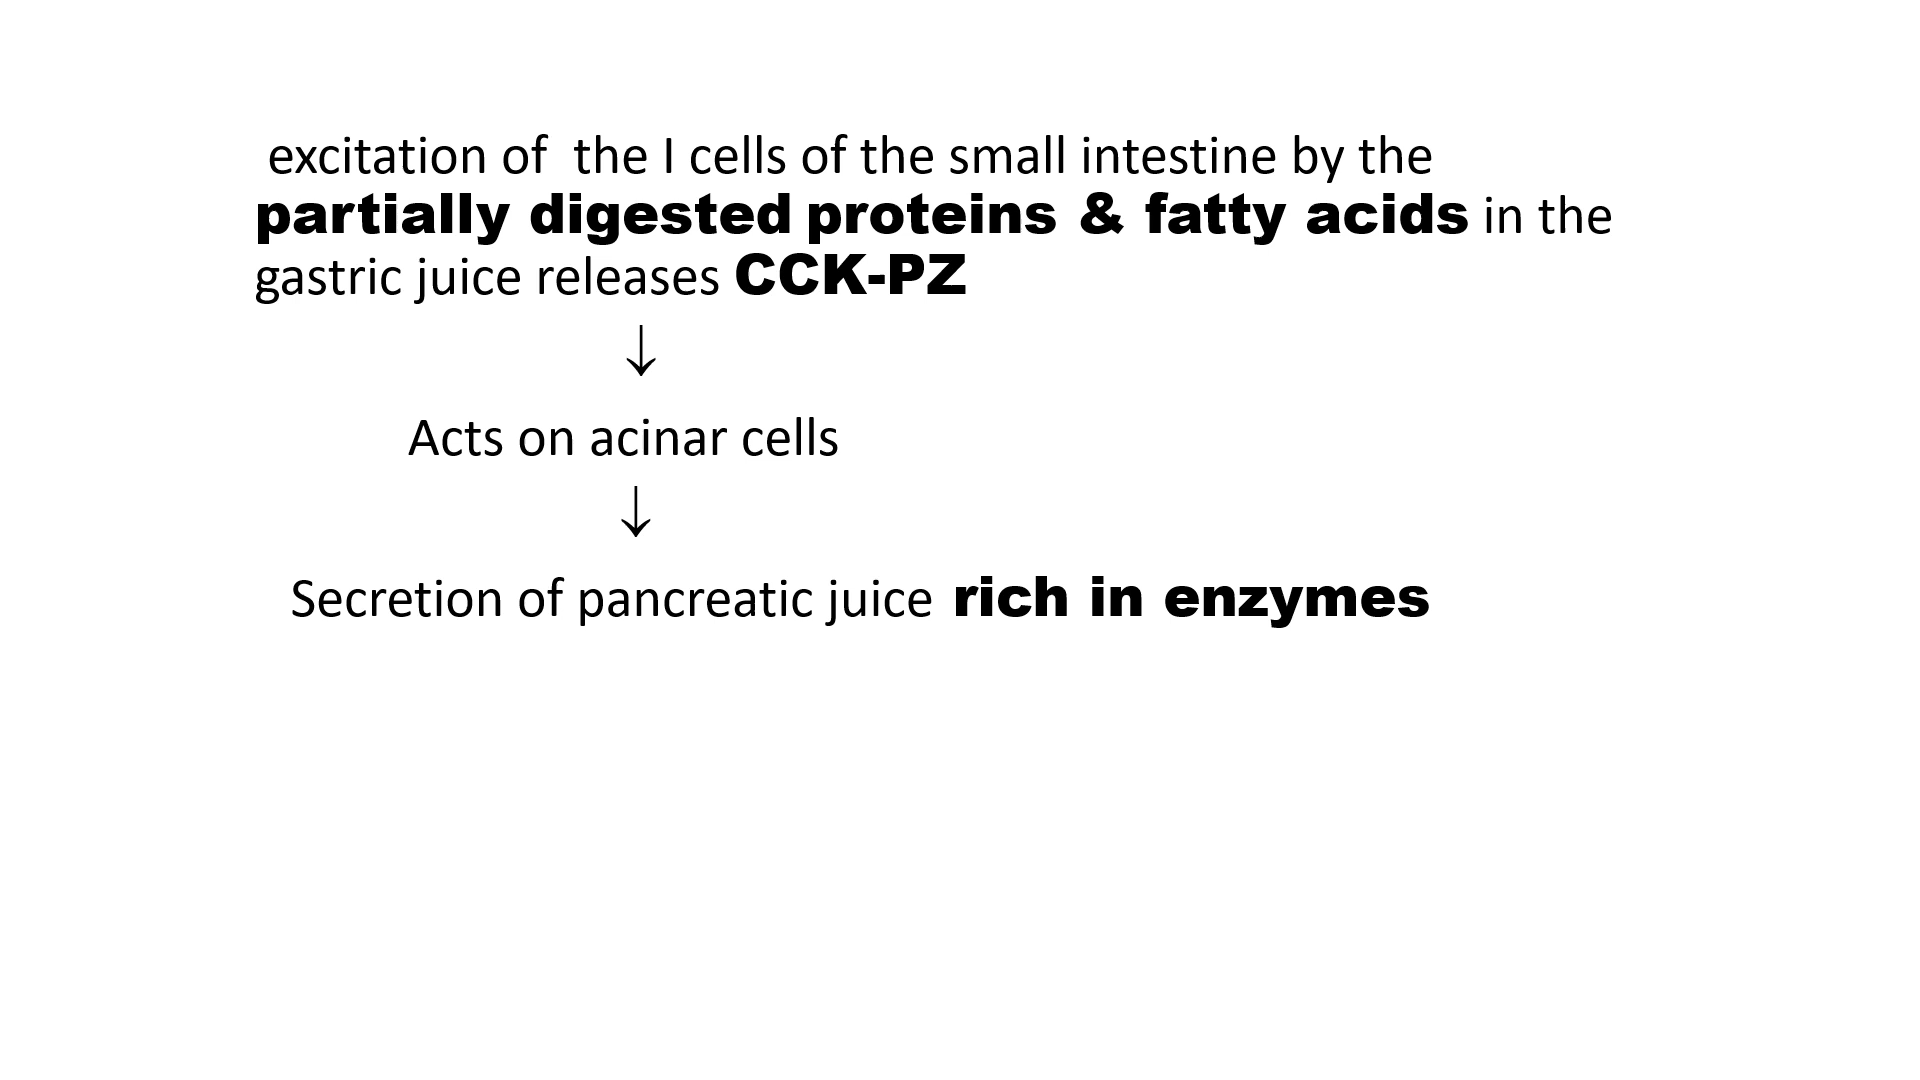 excitation of the I cells of the small intestine by the
partially digested proteins & fatty acids in the
gastric juice releases CCK-PZ
↓
Acts on acinar cells
↓
Secretion of pancreatic juice rich in enzymes